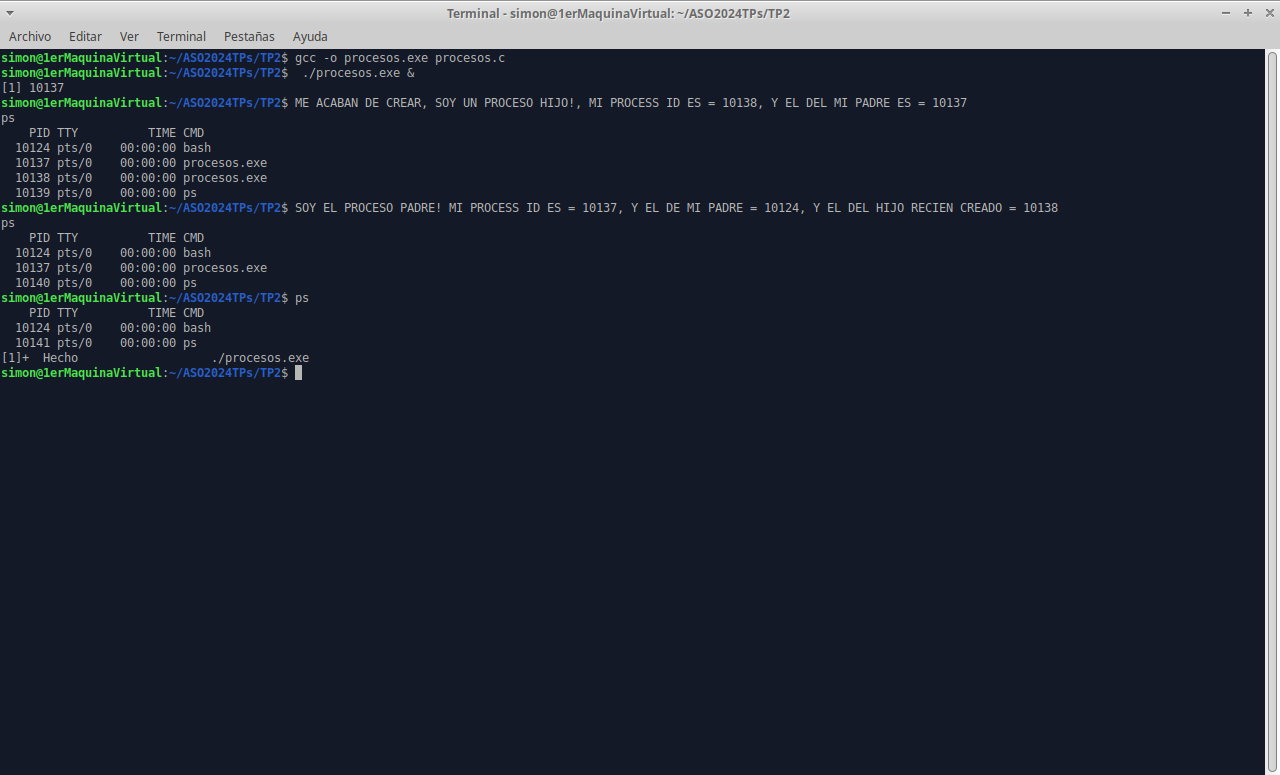 Terminal - simon@1erMaquinaVirtual: ~/ASO2024TPs/TP2
Archivo Editar Ver Terminal Pestañas Ayuda
simon@1erMaquinaVirtual:~/ASO2024TPs/TP2$ gcc -o procesos.exe procesos.c
simon@1erMaquinaVirtual:~/ASO2024TPs/TP2$  ./procesos.exe &
[1] 10137
simon@1erMaquinaVirtual:~/ASO2024TPs/TP2$ ME ACABAN DE CREAR, SOY UN PROCESO HIJO!, MI PROCESS ID ES = 10138, Y EL DEL MI PADRE ES = 10137
ps
    PID TTY          TIME CMD
  10124 pts/0    00:00:00 bash
  10137 pts/0    00:00:00 procesos.exe
  10138 pts/0    00:00:00 procesos.exe
  10139 pts/0    00:00:00 ps
simon@1erMaquinaVirtual:~/ASO2024TPs/TP2$ SOY EL PROCESO PADRE! MI PROCESS ID ES = 10137, Y EL DE MI PADRE = 10124, Y EL DEL HIJO RECIEN CREADO = 10138
ps
    PID TTY          TIME CMD
  10124 pts/0    00:00:00 bash
  10137 pts/0    00:00:00 procesos.exe
  10140 pts/0    00:00:00 ps
simon@1erMaquinaVirtual:~/ASO2024TPs/TP2$ ps
    PID TTY          TIME CMD
  10124 pts/0    00:00:00 bash
  10141 pts/0    00:00:00 ps
[1]+  Hecho                   ./procesos.exe
simon@1erMaquinaVirtual:~/ASO2024TPs/TP2$